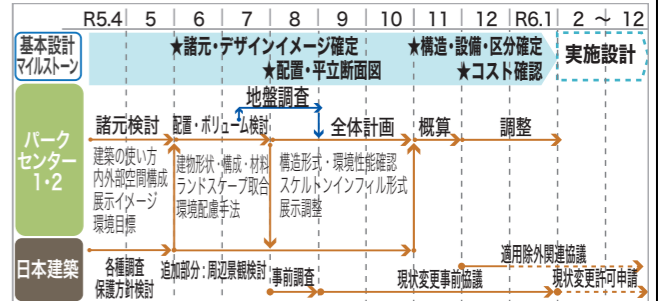 R5.4 5 6 7 8 9 10 11 12 R6.1 2 ～ 12
基本設計
マイルストーン
★諸元・デザインイメージ確定
★配置・平立断面図
★構造・設備・区分確定
★コスト確認
実施設計
地盤調査
パーク
センター
1・2
諸元検討
配置・ボリューム検討
全体計画
概算
調整
建築の使い方
内外部空間構成
展示イメージ
環境目標
建物形状・構成・材料
ランドスケープ取合
環境配慮手法
構造形式・環境性能確認
スケルトンインフィル形式
展示調整
日本建築
各種調査
保護方針検討
追加部分：周辺景観検討
事前調査
現状変更事前協議
適用除外関連協議
現状変更許可申請